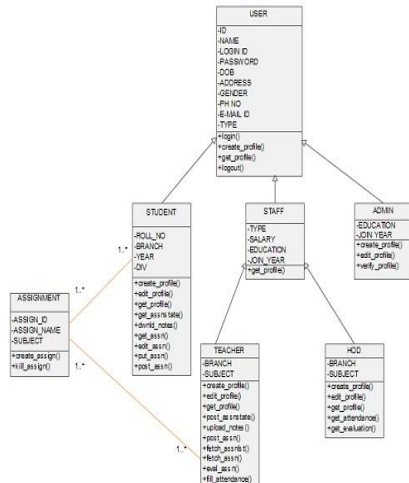 USER
-ID
-NAME
-LOGIN ID
-PASSWORD
-DOB
-ADDRESS
-GENDER
-PH NO
-E-MAIL ID
-TYPE
+login()
+create_profile()
+get_profile()
+logout()
STUDENT
-ROLL_NO
-BRANCH
-YEAR
-DIV
+create_profile()
+edit_profile()
+get_profile()
+get_assnstate()
+dwnld_notes()
+get_assn()
+edit_assn()
+put_assn()
+post_assn()
STAFF
-TYPE
-SALARY
-EDUCATION
-JOIN_YEAR
+get_profile()
ADMIN
-EDUCATION
-JOIN YEAR
+create_profile()
+edit_profile()
+verify_profile()
1..*
1..*
ASSIGNMENT
-ASSIGN_ID
-ASSIGN_NAME
-SUBJECT
+create_assign()
+kill_assign()
1..*
1..*
TEACHER
-BRANCH
-SUBJECT
+create_profile()
+edit_profile()
+get_profile()
+post_assnstate()
+upload_notes()
+post_assn()
+fetch_assnlst()
+fetch_assn()
+eval_assn()
+fill_attendance()
HOD
-BRANCH
-SUBJECT
+create_profile()
+edit_profile()
+get_profile()
+get_attendance()
+get_evaluation()